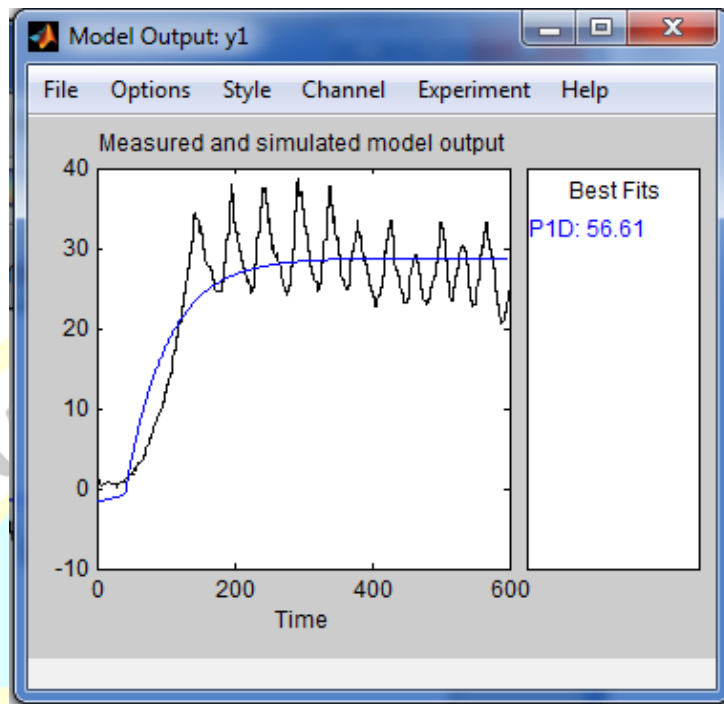 Model Output: y1
File Options Style Channel Experiment Help
Measured and simulated model output
40
30
20
10
0
-10
0 200 400 600
Time
Best Fits
P1D: 56.61